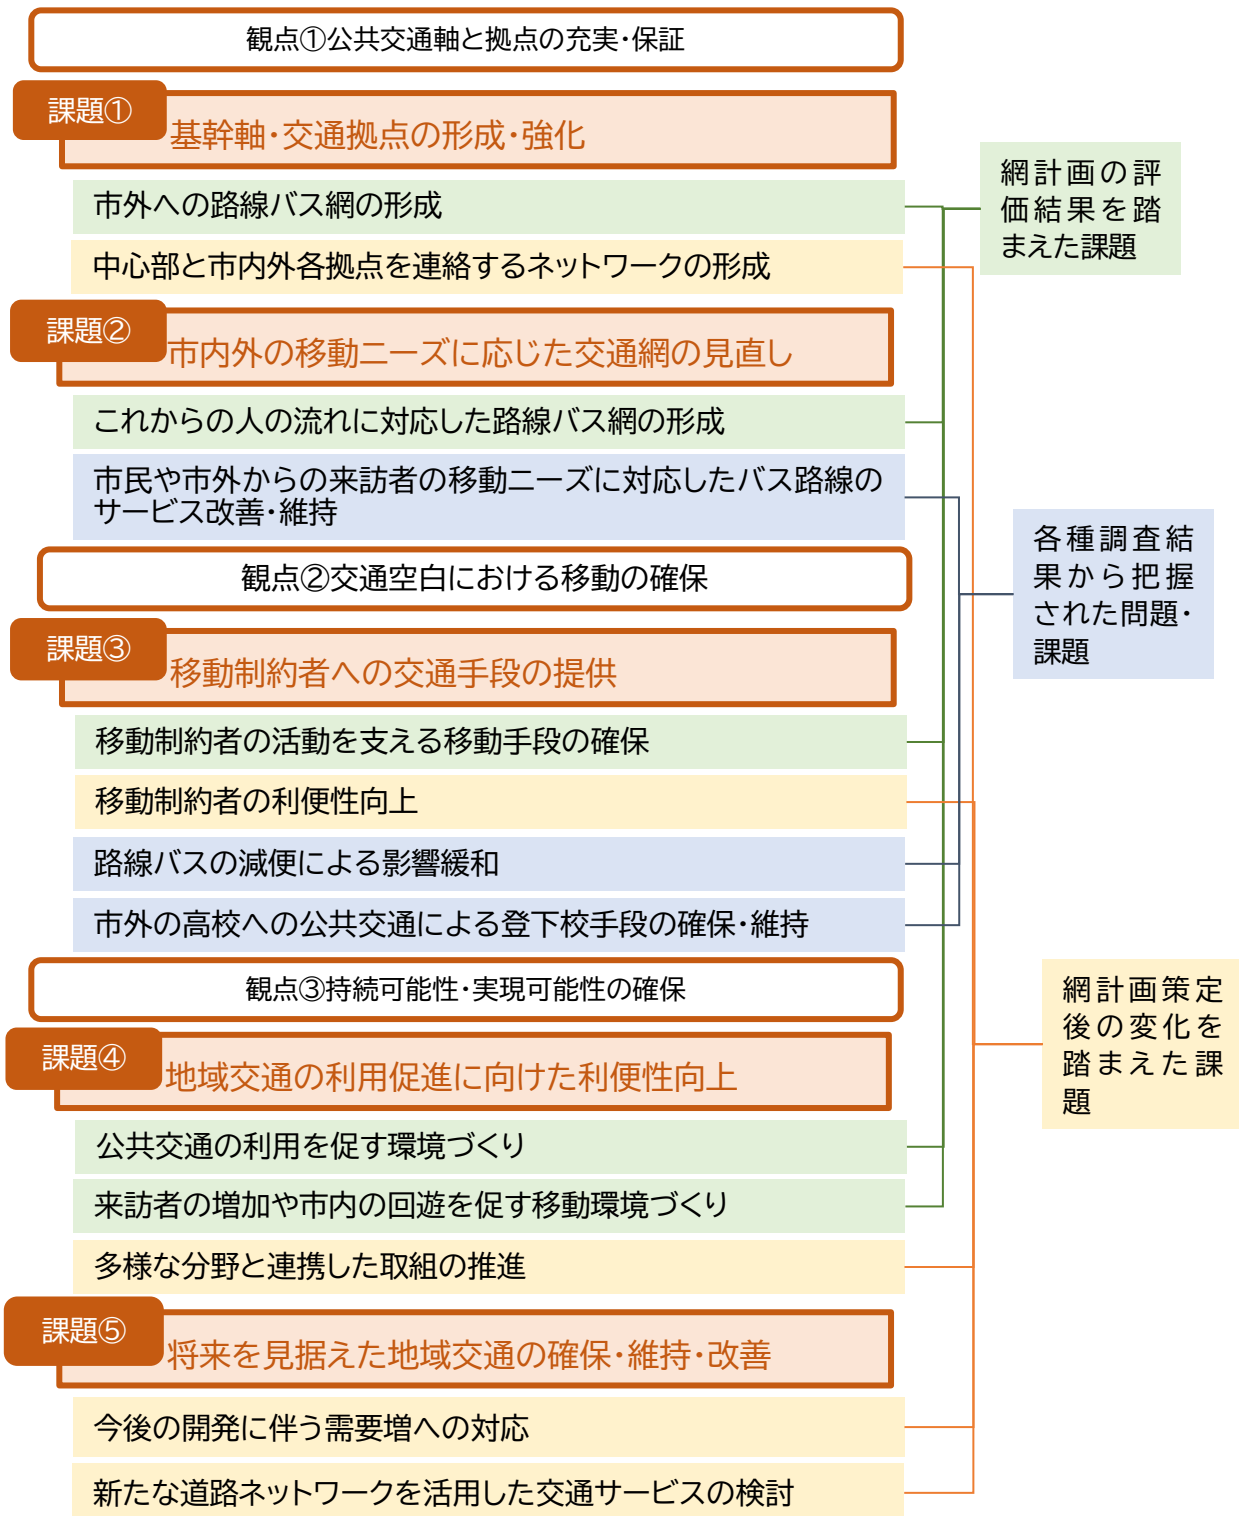 観点①公共交通軸と拠点の充実・保証
課題①
基幹軸・交通拠点の形成・強化
市外への路線バス網の形成
中心部と市内外各拠点を連絡するネットワークの形成
課題②
市内外の移動ニーズに応じた交通網の見直し
これからの人の流れに対応した路線バス網の形成
市民や市外からの来訪者の移動ニーズに対応したバス路線の
サービス改善・維持
観点②交通空白における移動の確保
課題③
移動制約者への交通手段の提供
移動制約者の活動を支える移動手段の確保
移動制約者の利便性向上
路線バスの減便による影響緩和
市外の高校への公共交通による登下校手段の確保・維持
観点③持続可能性・実現可能性の確保
課題④
地域交通の利用促進に向けた利便性向上
公共交通の利用を促す環境づくり
来訪者の増加や市内の回遊を促す移動環境づくり
多様な分野と連携した取組の推進
課題⑤
将来を見据えた地域交通の確保・維持・改善
今後の開発に伴う需要増への対応
新たな道路ネットワークを活用した交通サービスの検討
網計画の評
価結果を踏
まえた課題
各種調査結
果から把握
された問題・
課題
網計画策定
後の変化を
踏まえた課
題